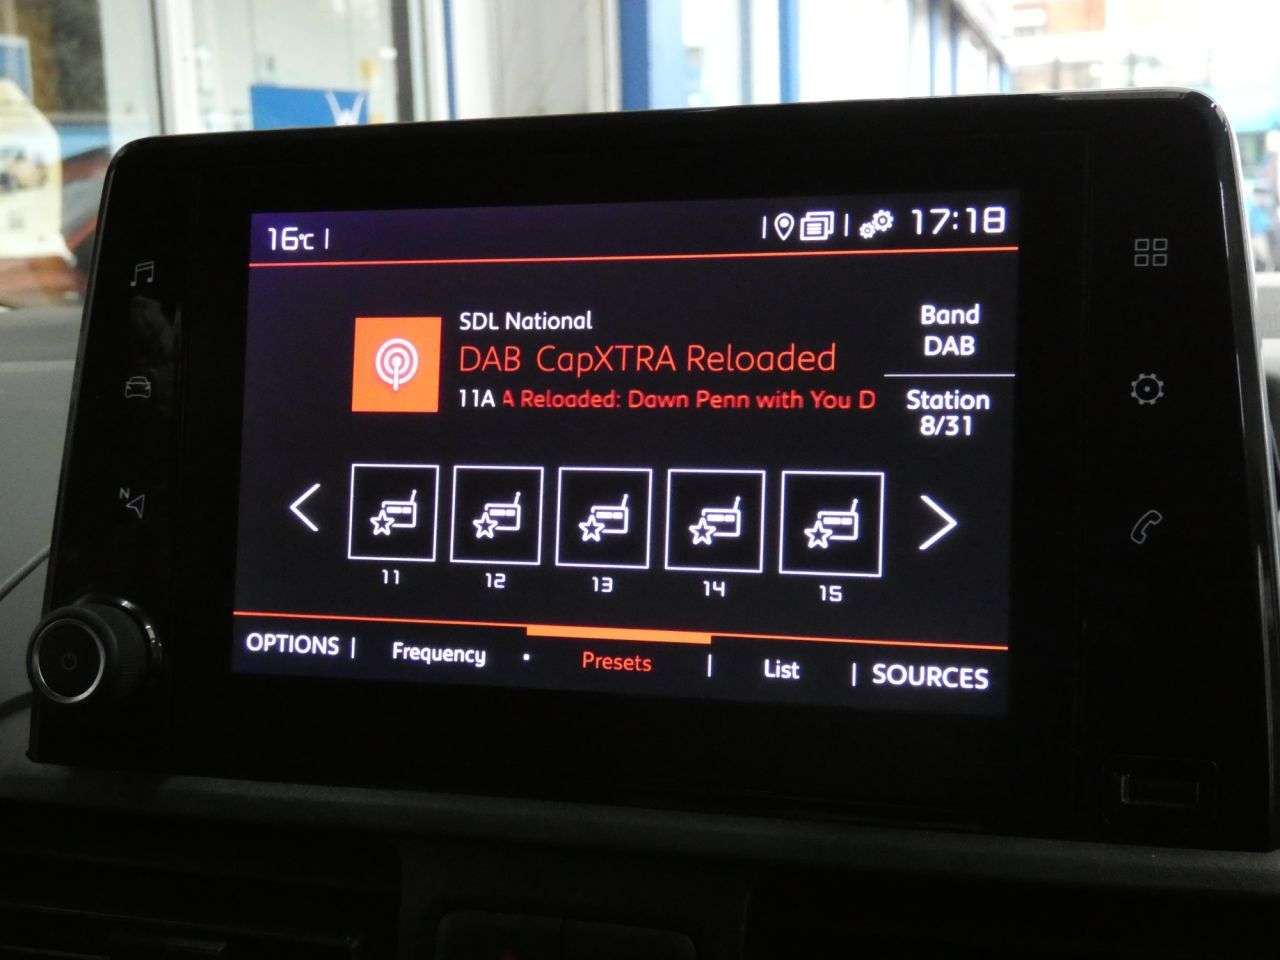 16°C
17:18
SDL National
DAB CapXTRA Reloaded
11A A Reloaded: Dawn Penn with You D
Band
DAB
Station
8/31
11
12
13
14
15
OPTIONS
Frequency
Presets
List
SOURCES
N